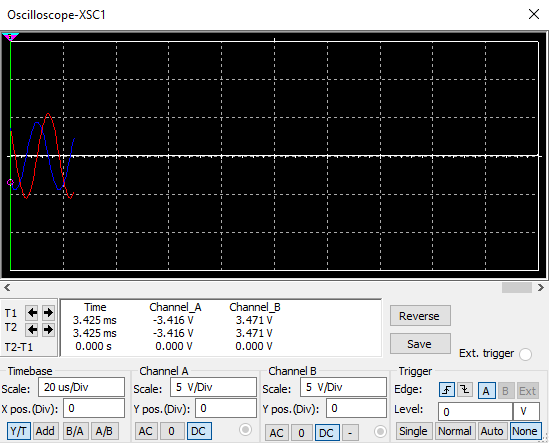 Oscilloscope-XSC1
Time Channel_A Channel_B
T1 3.425 ms -3.416 V 3.471 V
T2 3.425 ms -3.416 V 3.471 V
T2-T1 0.000 s 0.000 V 0.000 V
Reverse
Save
Ext. trigger
Timebase
Scale: 20 us/Div
X pos.(Div): 0
Y/T Add B/A A/B
Channel A
Scale: 5 V/Div
Y pos.(Div): 0
AC 0 DC
Channel B
Scale: 5 V/Div
Y pos.(Div): 0
AC 0 DC -
Trigger
Edge: A B Ext
Level: 0 V
Single Normal Auto None